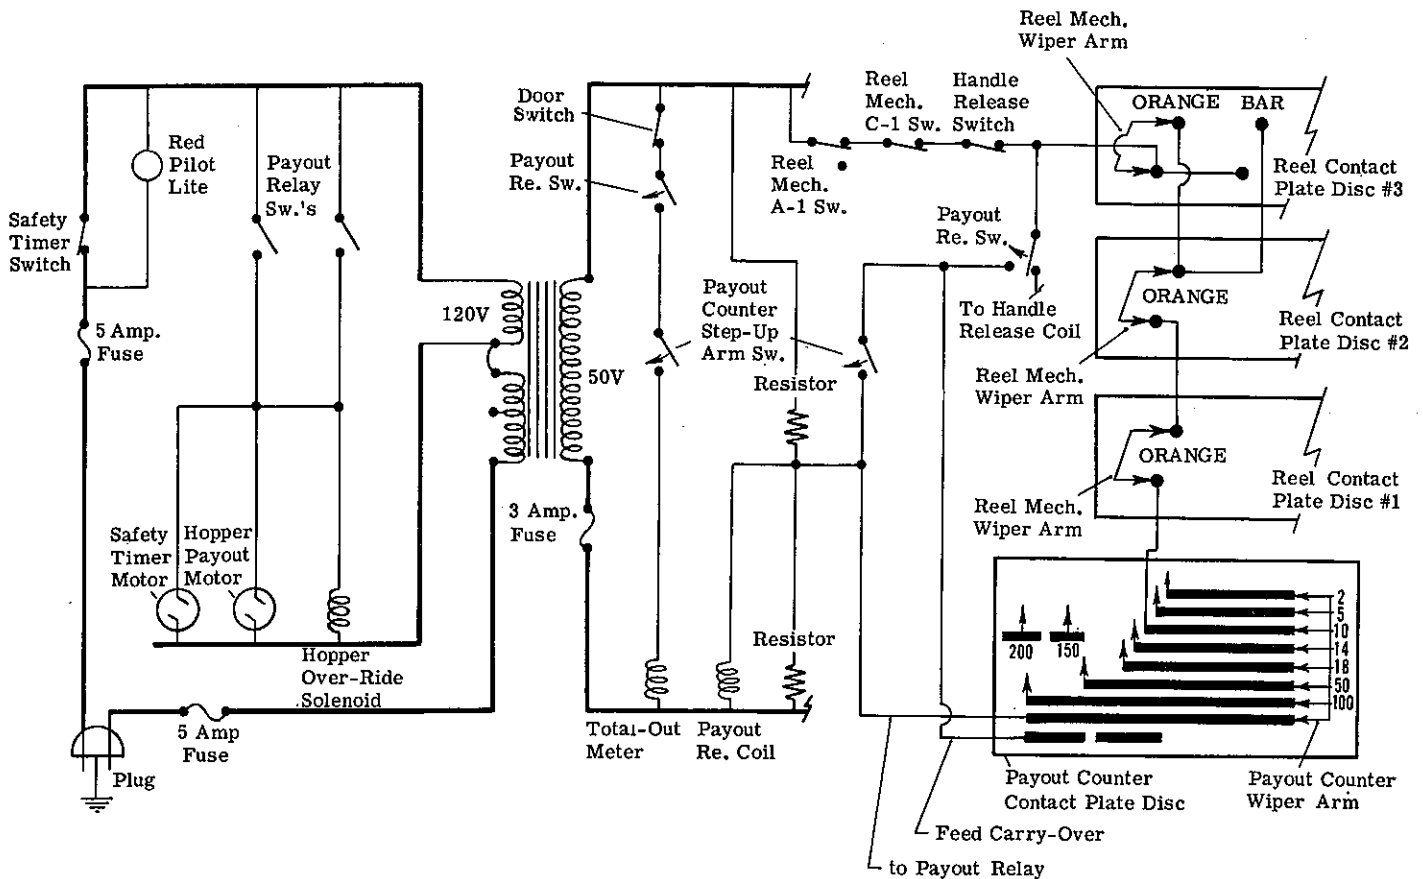 Reel Mech.
Wiper Arm
Door
Switch
Reel
Mech.
C-1 Sw.
Handle
Release
Switch
ORANGE
BAR
Red
Pilot
Lite
Payout
Relay
Sw.'s
Payout
Re. Sw.
Reel
Mech.
A-1 Sw.
Reel Contact
Plate Disc #3
Safety
Timer
Switch
Payout
Re. Sw.
5 Amp.
Fuse
120V
50V
Payout
Counter
Step-Up
Arm Sw.
To Handle
Release Coil
ORANGE
Reel Contact
Plate Disc #2
Resistor
Reel Mech.
Wiper Arm
ORANGE
Reel Contact
Plate Disc #1
3 Amp.
Fuse
Reel Mech.
Wiper Arm
Safety
Timer
Motor
Hopper
Payout
Motor
Resistor
2
5
10
14
18
50
100
200
150
Hopper
Over-Ride
Solenoid
5 Amp
Fuse
Total-Out
Meter
Payout
Re. Coil
Plug
Payout Counter
Contact Plate Disc
Payout Counter
Wiper Arm
Feed Carry-Over
to Payout Relay